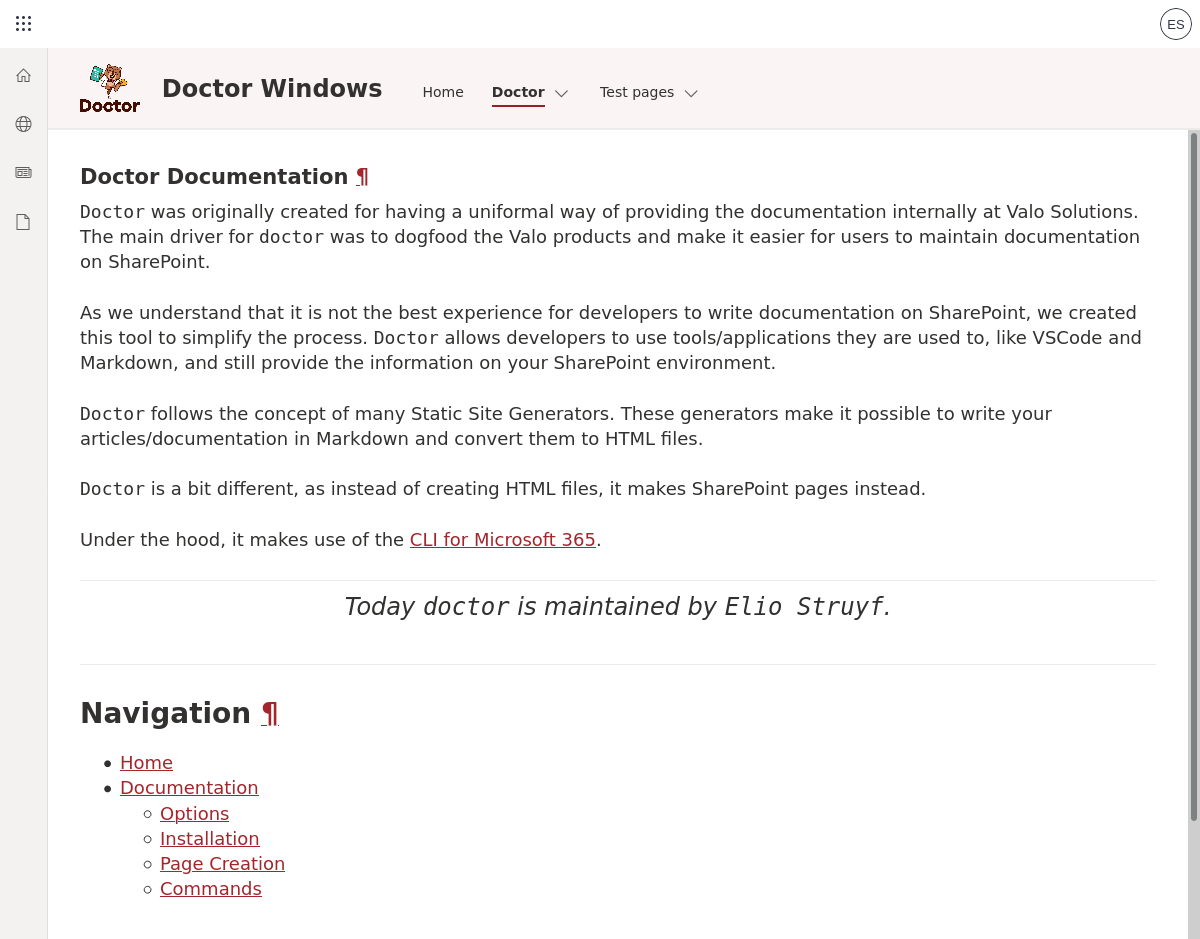 ES
Doctor
Doctor Windows
Home
Doctor
Test pages
Doctor Documentation ¶
Doctor was originally created for having a uniformal way of providing the documentation internally at Valo Solutions.
The main driver for doctor was to dogfood the Valo products and make it easier for users to maintain documentation
on SharePoint.
As we understand that it is not the best experience for developers to write documentation on SharePoint, we created
this tool to simplify the process. Doctor allows developers to use tools/applications they are used to, like VSCode and
Markdown, and still provide the information on your SharePoint environment.
Doctor follows the concept of many Static Site Generators. These generators make it possible to write your
articles/documentation in Markdown and convert them to HTML files.
Doctor is a bit different, as instead of creating HTML files, it makes SharePoint pages instead.
Under the hood, it makes use of the CLI for Microsoft 365.
Today doctor is maintained by Elio Struyf.
Navigation ¶
Home
Documentation
Options
Installation
Page Creation
Commands